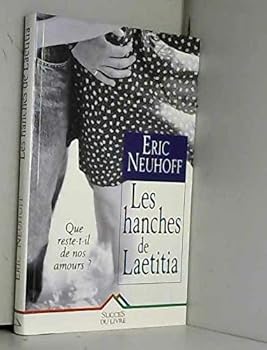 Les hanches de Laetitia
ERIC NEUHOFF
ERIC
NEUHOFF
Les
hanches
de
Laetitia
Que
reste-t-il
de nos
amours ?
SUCCÈS
DU LIVRE